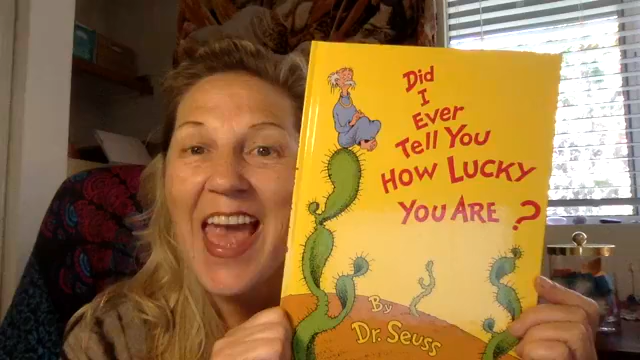 Did
I
Ever
Tell You
How Lucky
You Are?
By
Dr. Seuss